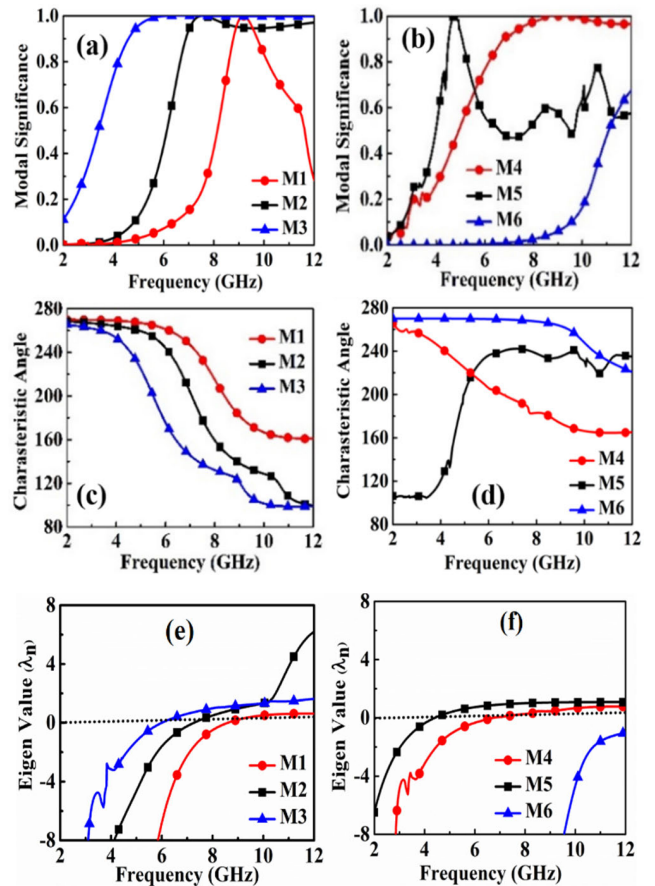 (a)
Modal Significance
1.0
0.8
0.6
0.4
0.2
0.0
M1
M2
M3
2 4 6 8 10 12
Frequency (GHz)
(b)
Modal Significance
1.0
0.8
0.6
0.4
0.2
0.0
M4
M5
M6
2 4 6 8 10 12
Frequency (GHz)
(c)
Charasteristic Angle
280
240
200
160
120
80
M1
M2
M3
2 4 6 8 10 12
Frequency (GHz)
(d)
Charasteristic Angle
280
240
200
160
120
80
M4
M5
M6
2 4 6 8 10 12
Frequency (GHz)
(e)
Eigen Value (λn)
8
4
0
-4
-8
M1
M2
M3
2 4 6 8 10 12
Frequency (GHz)
(f)
Eigen Value (λn)
8
4
0
-4
-8
M4
M5
M6
2 4 6 8 10 12
Frequency (GHz)